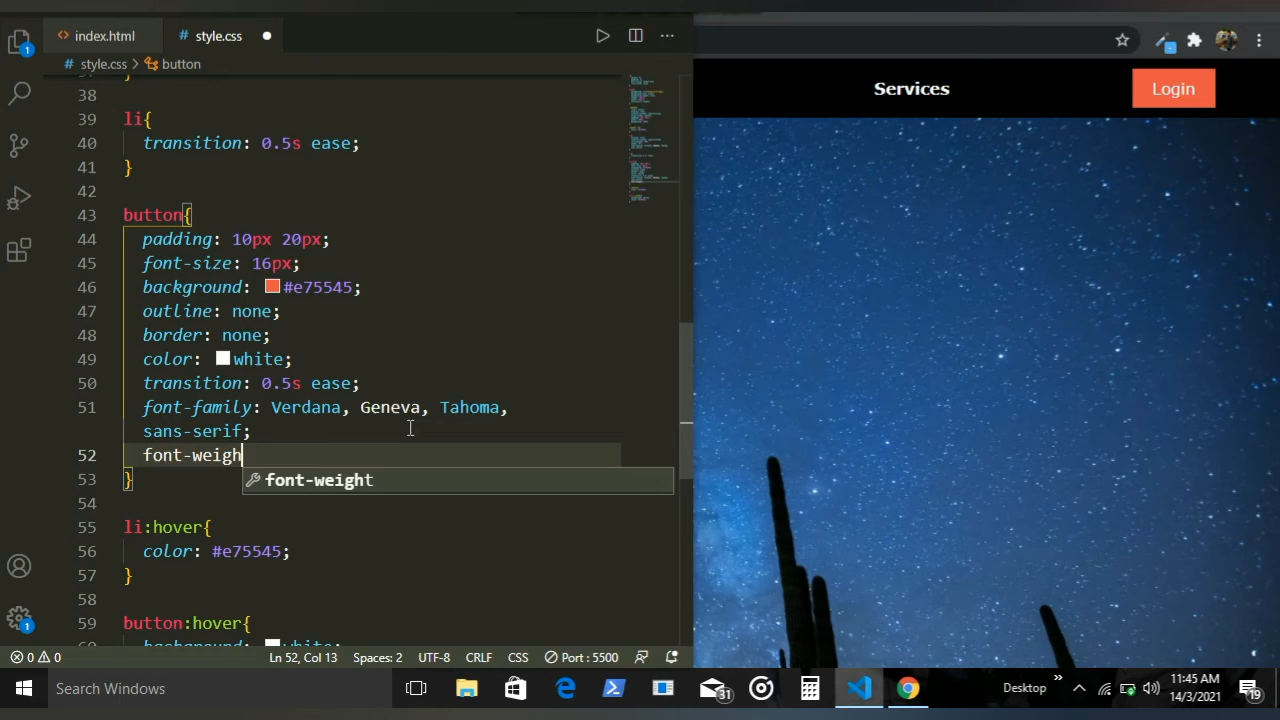 index.html
# style.css
# style.css > button
38
39 li{
40 transition: 0.5s ease;
41 }
42
43 button{
44 padding: 10px 20px;
45 font-size: 16px;
46 background: #e75545;
47 outline: none;
48 border: none;
49 color: white;
50 transition: 0.5s ease;
51 font-family: Verdana, Geneva, Tahoma,
sans-serif;
52 font-weigh
font-weight
53 }
54
55 li:hover{
56 color: #e75545;
57 }
58
59 button:hover{
Services
Login
0 0
Ln 52, Col 13
Spaces: 2
UTF-8
CRLF
CSS
Port : 5500
Search Windows
31
Desktop
11:45 AM
14/3/2021
19
1
1